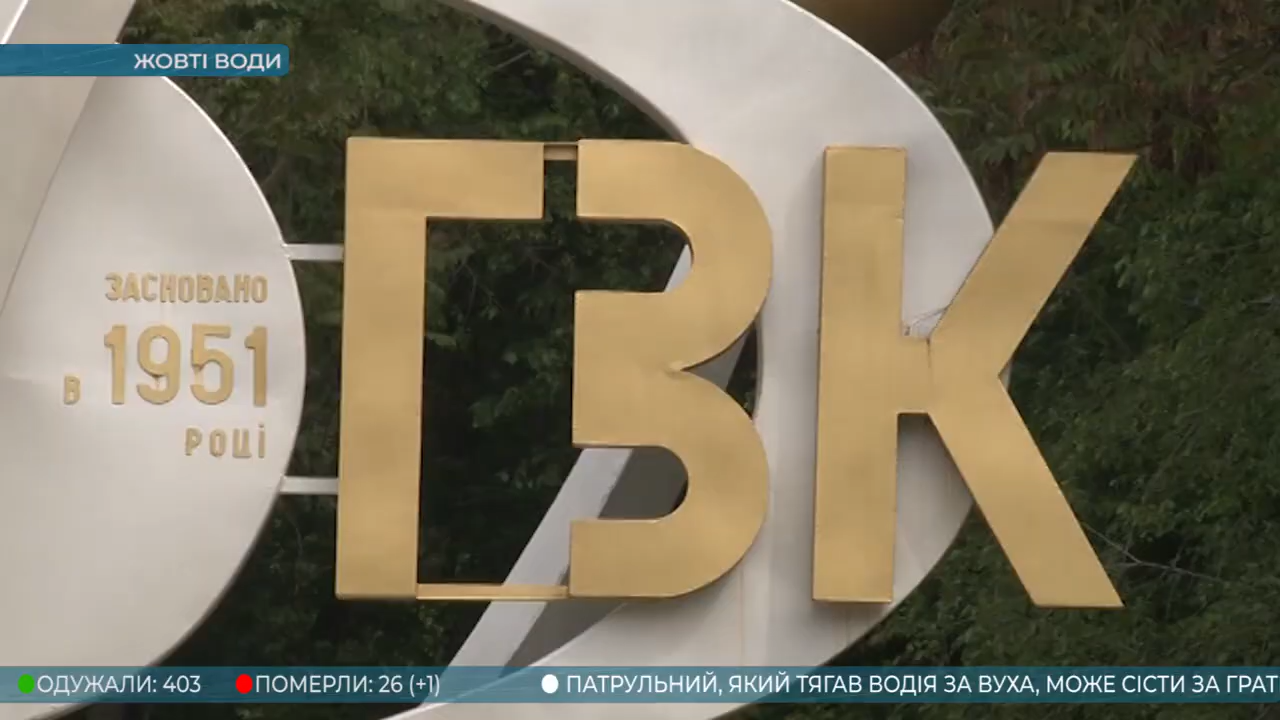 ЖОВТІ ВОДИ
ЗАСНОВАНО
В 1951
РОЦІ
ГЗК
ОДУЖАЛИ: 403 ПОМЕРЛИ: 26 (+1) ПАТРУЛЬНИЙ, ЯКИЙ ТЯГАВ ВОДІЯ ЗА ВУХА, МОЖЕ СІСТИ ЗА ГРАТ